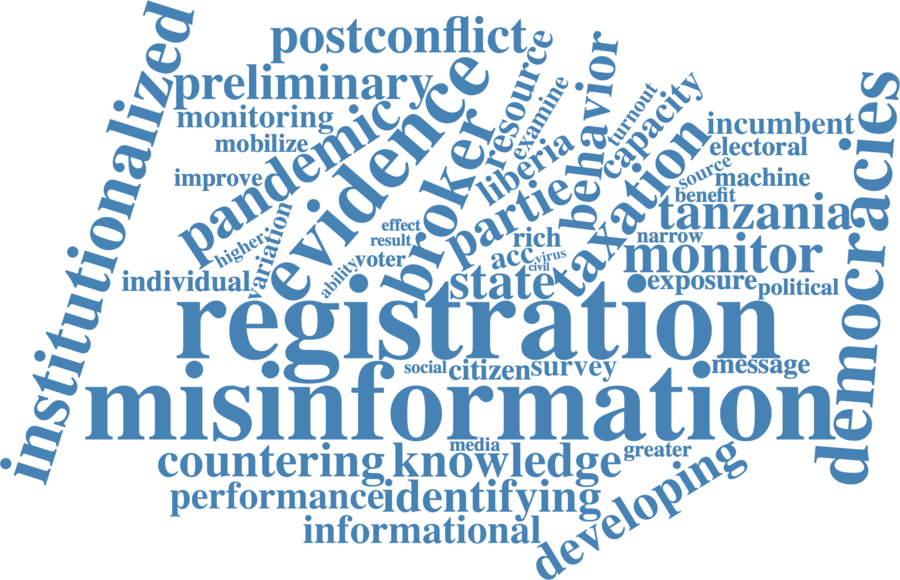 institutionalized
postconflict
preliminary
monitoring
mobilize
improve
pandemic
evidence
higher
variation
individual
ability
effect
result
voter
broker
resource
examine
liberia
partie
behavior
turnout
capacity
taxation
incumbent
electoral
source
machine
benefit
tanzania
narrow
monitor
exposure
political
democracies
rich
acc
virus
civil
state
registration
social
citizen
survey
message
misinformation
media
greater
countering
knowledge
performance
identifying
informational
developing